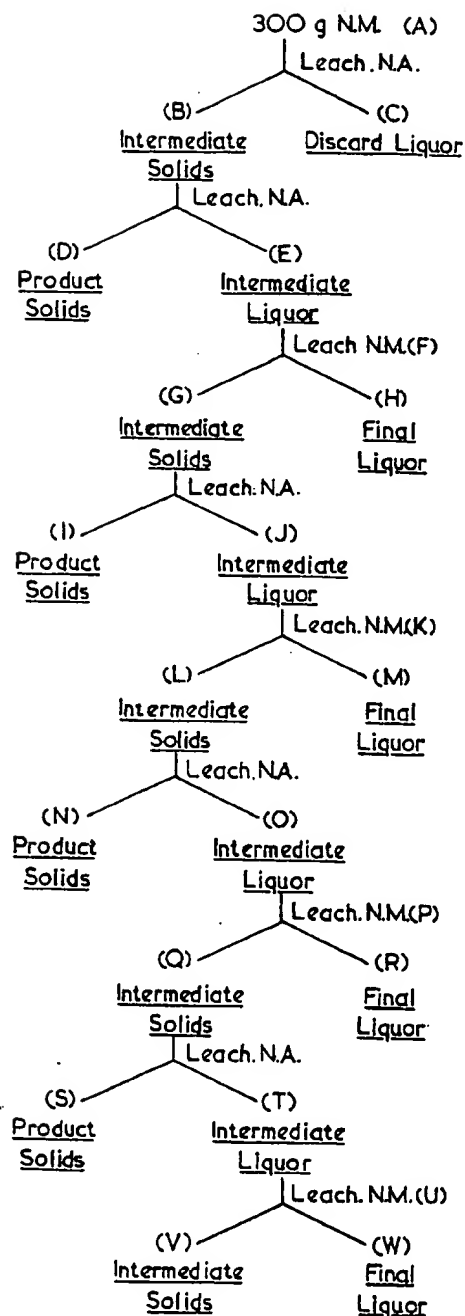 300 g N.M. (A)
Leach. N.A.
(B) (C)
Intermediate Discard Liquor
Solids
Leach. N.A.
(D) (E)
Product Intermediate
Solids Liquor
Leach N.M.(F)
(G) (H)
Intermediate Final
Solids Liquor
Leach. N.A.
(I) (J)
Product Intermediate
Solids Liquor
Leach. N.M(K)
(L) (M)
Intermediate Final
Solids Liquor
Leach. N.A.
(N) (O)
Product Intermediate
Solids Liquor
Leach. N.M.(P)
(Q) (R)
Intermediate Final
Solids Liquor
Leach. N.A.
(S) (T)
Product Intermediate
Solids Liquor
Leach. N.M.(U)
(V) (W)
Intermediate Final
Solids Liquor